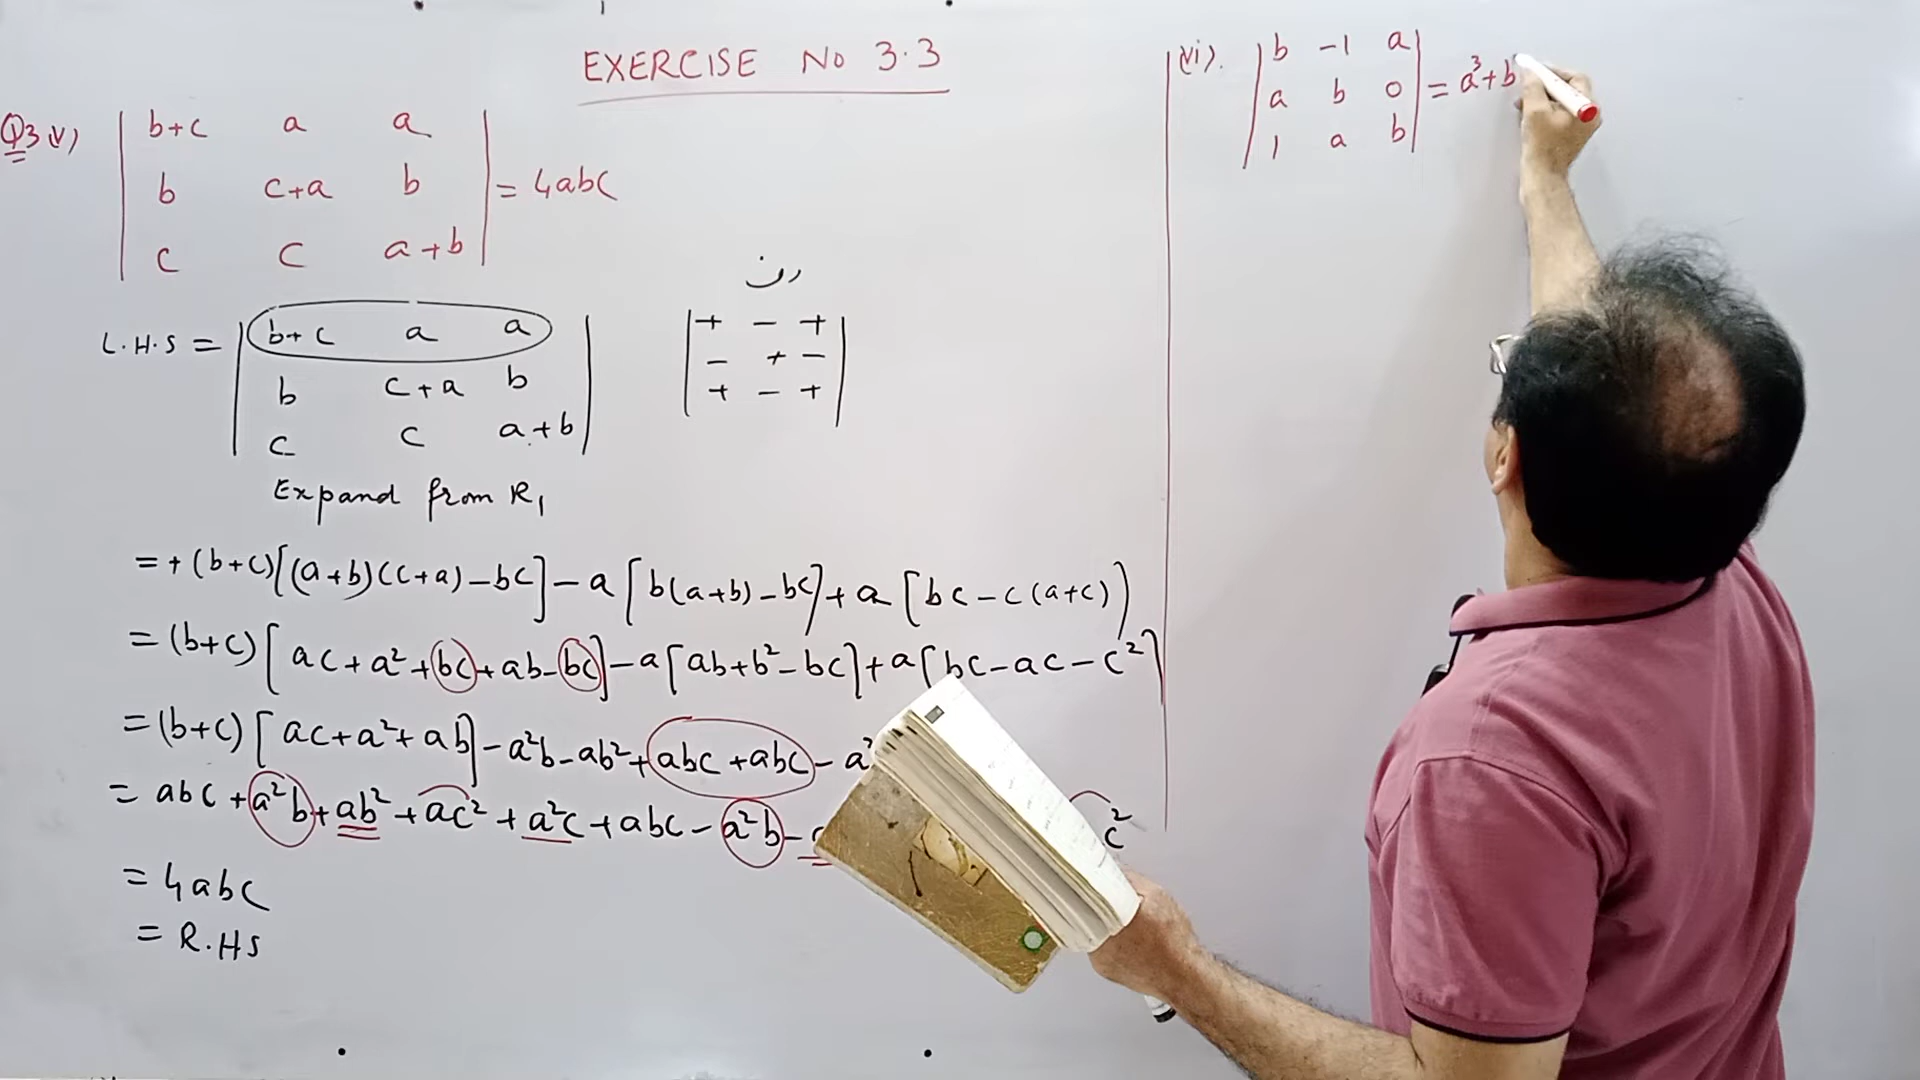 EXERCISE No 3.3
Q3(v) | b+c a a |
| b c+a b | = 4abc
| c c a+b |
L.H.S = | b+c a a |
| b c+a b |
| c c a+b |
| + - + |
| - + - |
| + - + |
Expand from R₁
= +(b+c)[(a+b)(c+a)-bc]-a[b(a+b)-bc]+a[bc-c(a+c)]
= (b+c)[ac+a²+bc+ab-bc]-a[ab+b²-bc]+a[bc-ac-c²]
= (b+c)[ac+a²+ab]-a²b-ab²+abc+abc-a²
= abc+a²b+ab²+ac²+a²c+abc-a²b- c²
= 4abc
= R.HS
(vi). | b -1 a |
| a b 0 | = a³+b
| 1 a b |